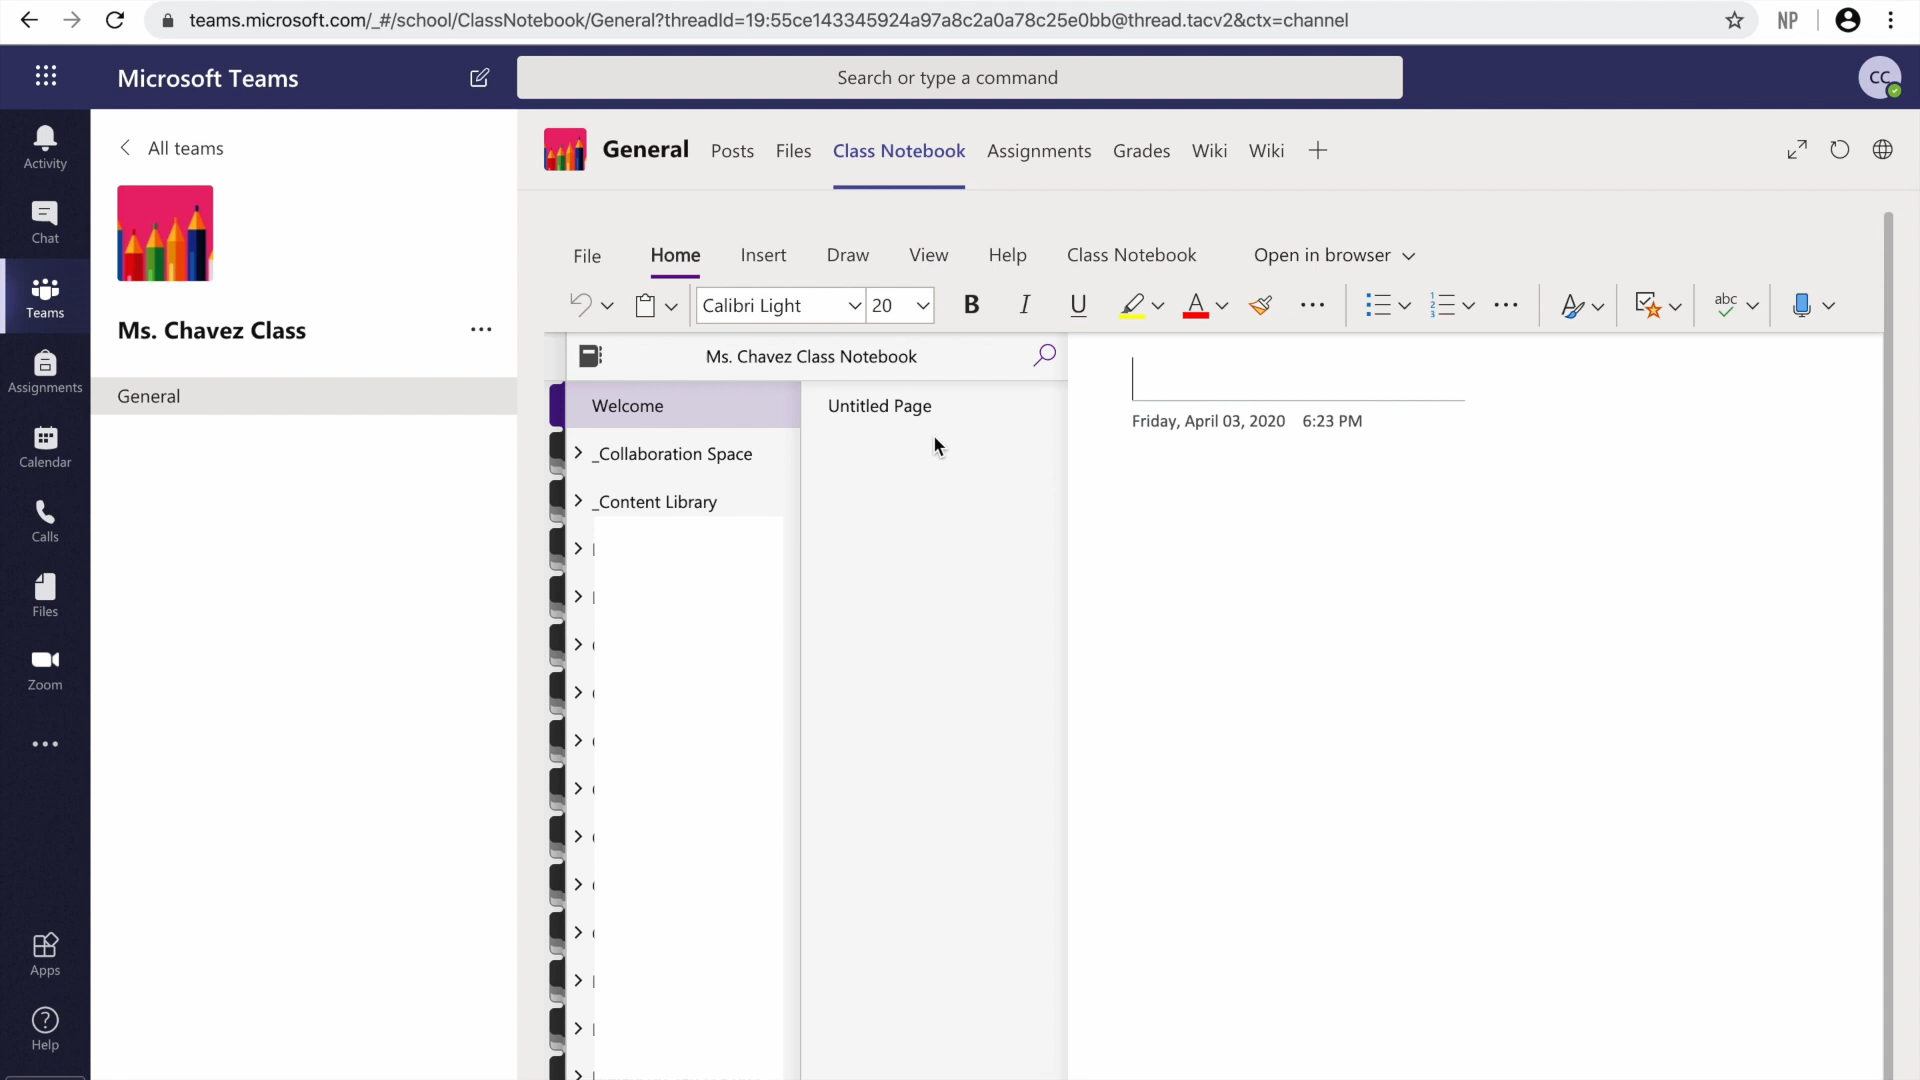 teams.microsoft.com/_#/school/ClassNotebook/General?threadId=19:55ce143345924a97a8c2a0a78c25e0bb@thread.tacv2&ctx=channel
NP
Microsoft Teams
Search or type a command
CC
Activity
Chat
Teams
Assignments
Calendar
Calls
Files
Zoom
Apps
Help
All teams
Ms. Chavez Class
General
General Posts Files Class Notebook Assignments Grades Wiki Wiki
File Home Insert Draw View Help Class Notebook Open in browser
Calibri Light 20 B I U A abc
Ms. Chavez Class Notebook
Welcome
_Collaboration Space
_Content Library
Untitled Page
Friday, April 03, 2020 6:23 PM